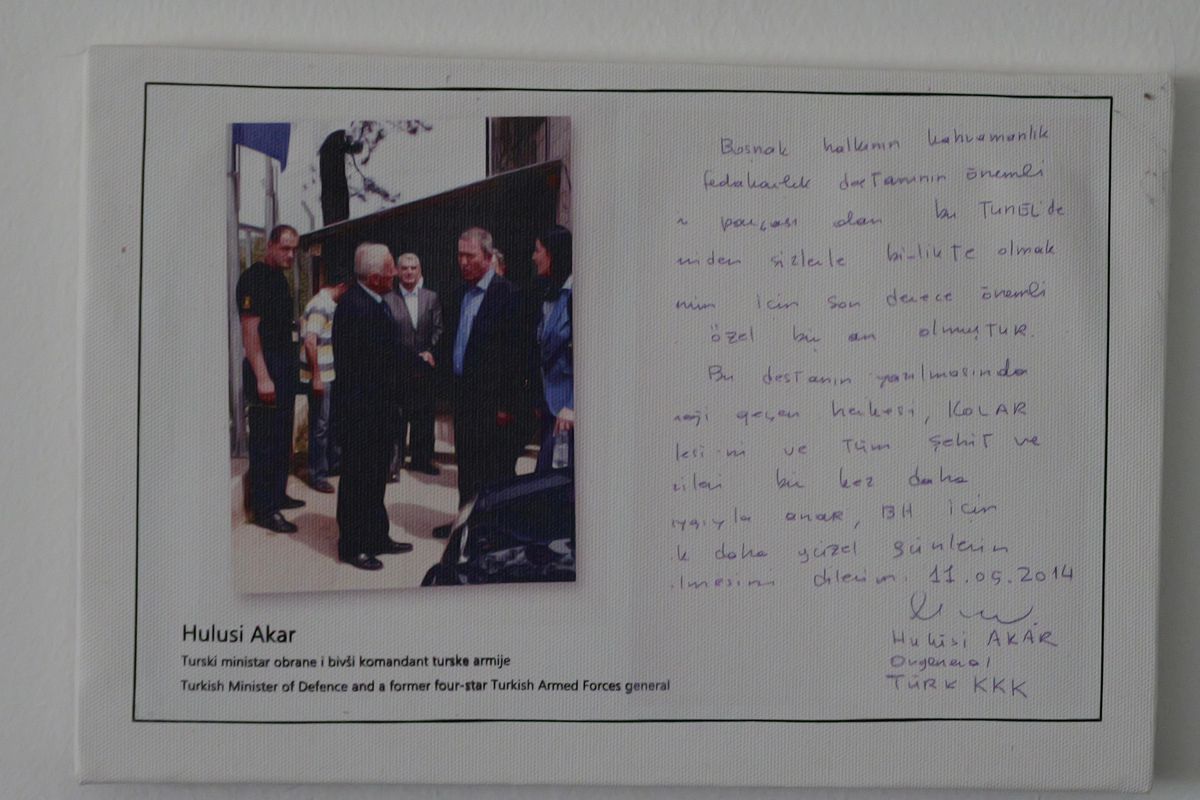 Hulusi Akar
Turski ministar obrane i bivši komandant turske armije
Turkish Minister of Defence and a former four-star Turkish Armed Forces general
Boşnak halkının kahramanlık
fedakarlık destanının önemli
parçası olan bu TUNEL'de
sizlerle birlikte olmak
için son derece önemli
özel bir an olmuşTUR.
Bu destanın yazılmasında
geçen herkesi, KOLAR
ve Tüm ŞehiT ve
bir kez daha
anar, BH için
daha güzel günlerin
dilerim. 11.05.2014
Hulusi AKAR
Orgeneral
TÜRK KKK